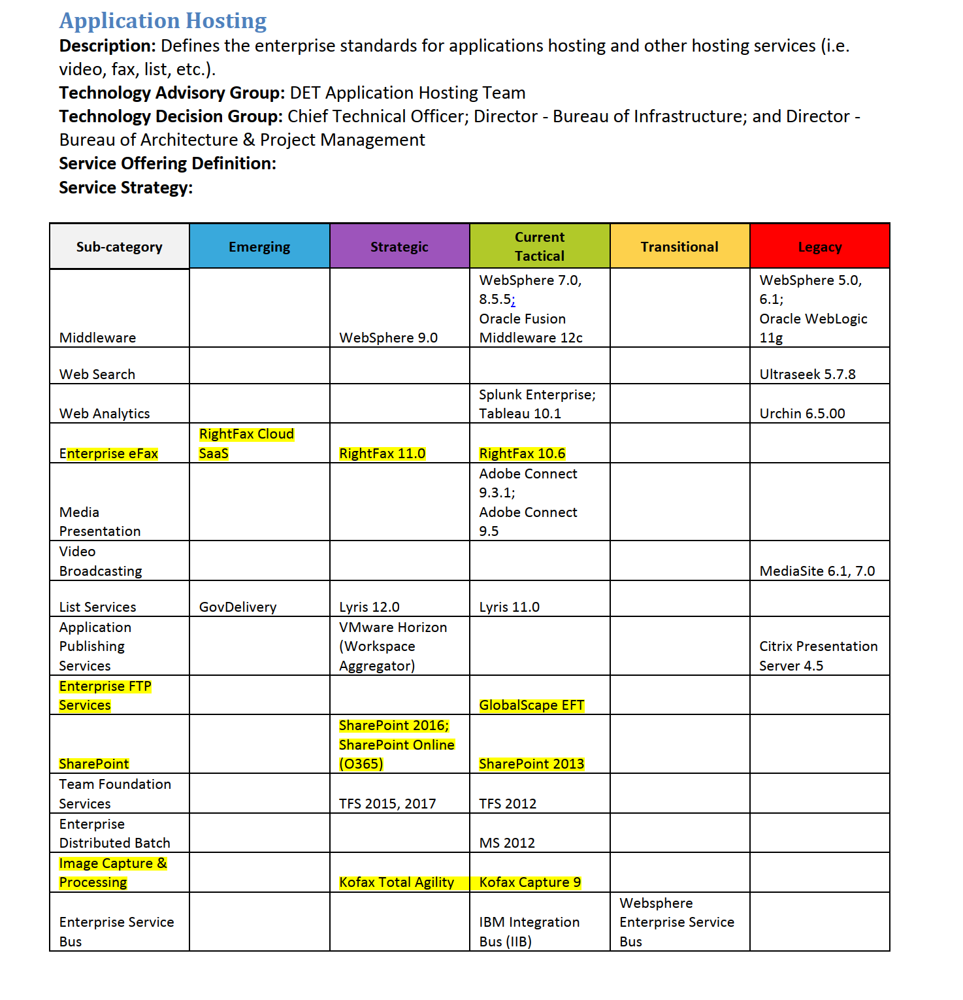 Application Hosting
Description: Defines the enterprise standards for applications hosting and other hosting services (i.e.
video, fax, list, etc.).
Technology Advisory Group: DET Application Hosting Team
Technology Decision Group: Chief Technical Officer; Director - Bureau of Infrastructure; and Director -
Bureau of Architecture & Project Management
Service Offering Definition:
Service Strategy:
Sub-category
Emerging
Strategic
Current
Tactical
Transitional
Legacy
Middleware
WebSphere 9.0
WebSphere 7.0,
8.5.5;
Oracle Fusion
Middleware 12c
WebSphere 5.0,
6.1;
Oracle WebLogic
11g
Web Search
Ultraseek 5.7.8
Web Analytics
Splunk Enterprise;
Tableau 10.1
Urchin 6.5.00
Enterprise eFax
RightFax Cloud
SaaS
RightFax 11.0
RightFax 10.6
Media
Presentation
Adobe Connect
9.3.1;
Adobe Connect
9.5
Video
Broadcasting
MediaSite 6.1, 7.0
List Services
GovDelivery
Lyris 12.0
Lyris 11.0
Application
Publishing
Services
VMware Horizon
(Workspace
Aggregator)
Citrix Presentation
Server 4.5
Enterprise FTP
Services
GlobalScape EFT
SharePoint
SharePoint 2016;
SharePoint Online
(O365)
SharePoint 2013
Team Foundation
Services
TFS 2015, 2017
TFS 2012
Enterprise
Distributed Batch
MS 2012
Image Capture &
Processing
Kofax Total Agility
Kofax Capture 9
Enterprise Service
Bus
IBM Integration
Bus (IIB)
Websphere
Enterprise Service
Bus